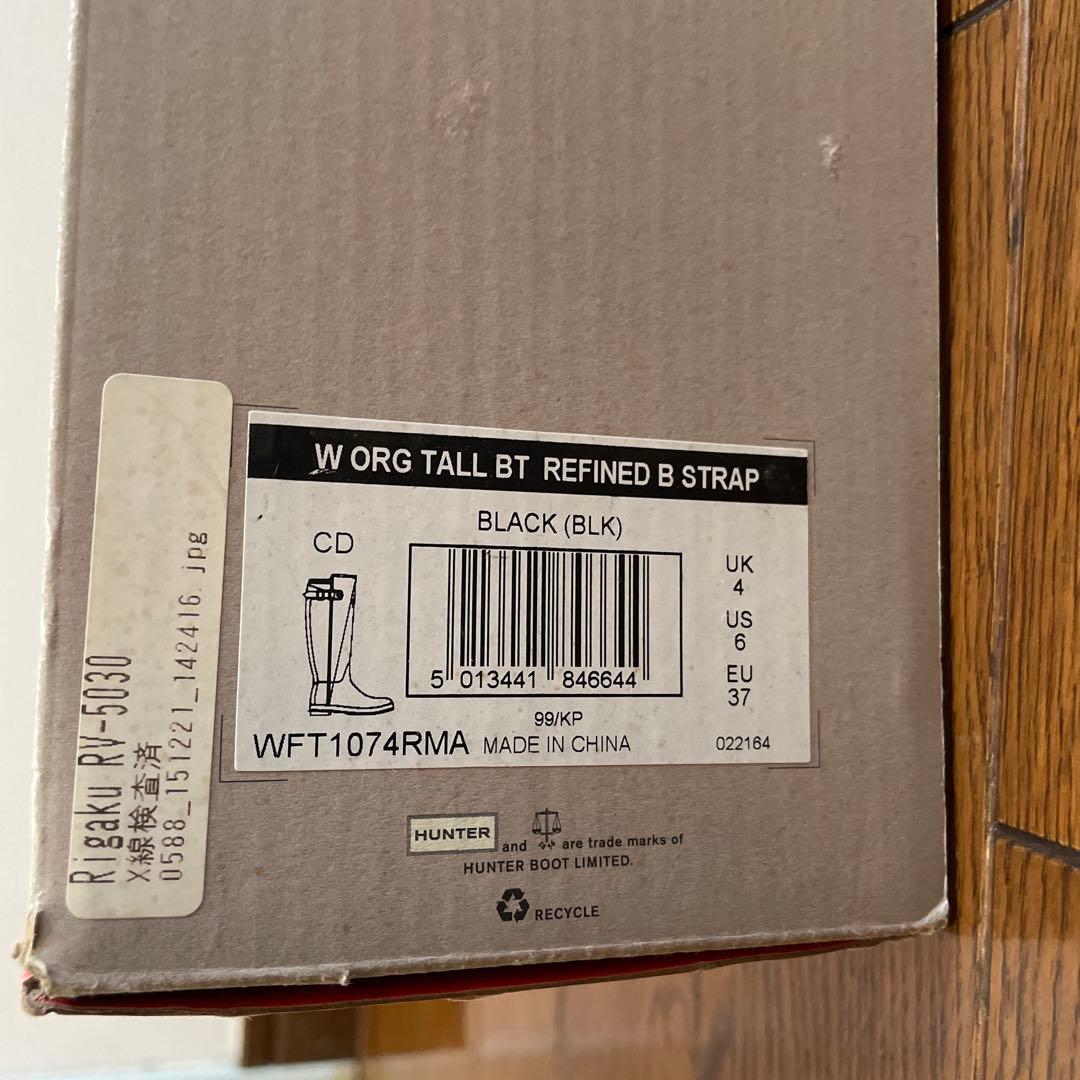 W ORG TALL BT REFINED B STRAP
BLACK (BLK)
CD
UK
4
US
6
EU
37
5 013441 846644
99/KP
WFT1074RMA MADE IN CHINA
022164
HUNTER and are trade marks of
HUNTER BOOT LIMITED.
RECYCLE
Rigaku RV-5030
X線検査済
0588_151221_142416.jpg